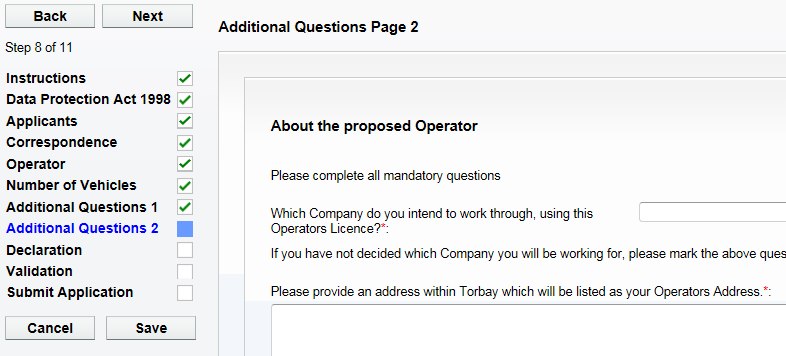 Back
Next
Step 8 of 11
Instructions
Data Protection Act 1998
Applicants
Correspondence
Operator
Number of Vehicles
Additional Questions 1
Additional Questions 2
Declaration
Validation
Submit Application
Cancel
Save
Additional Questions Page 2
About the proposed Operator
Please complete all mandatory questions
Which Company do you intend to work through, using this
Operators Licence?*:
If you have not decided which Company you will be working for, please mark the above ques
Please provide an address within Torbay which will be listed as your Operators Address.*: